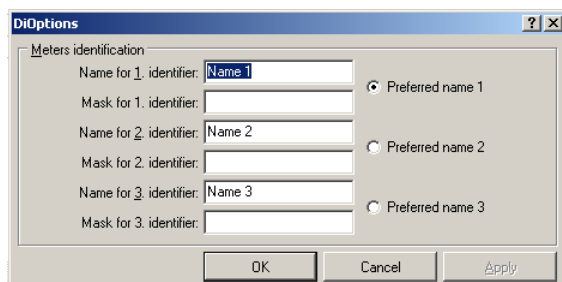 DiOptions
Meters identification
Name for 1. identifier: Name 1
Preferred name 1
Mask for 1. identifier:
Name for 2. identifier: Name 2
Preferred name 2
Mask for 2. identifier:
Name for 3. identifier: Name 3
Preferred name 3
Mask for 3. identifier:
OK Cancel Apply